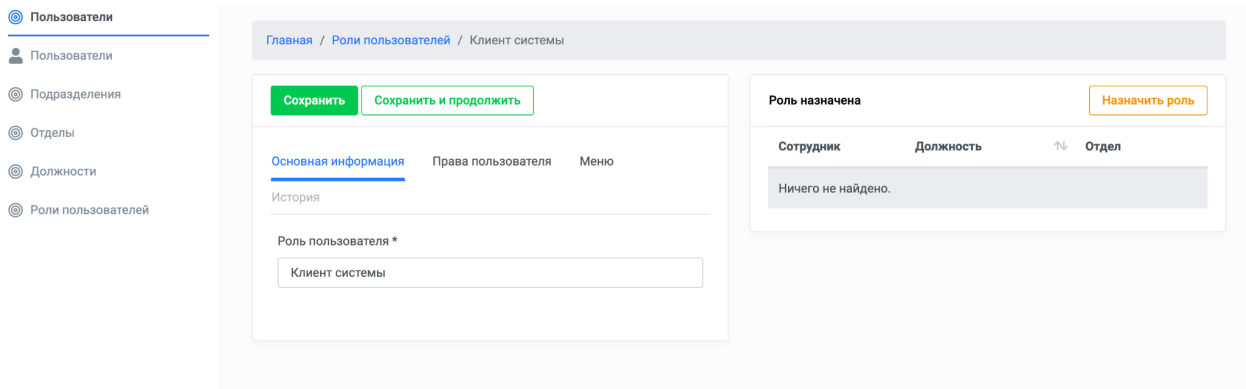 Пользователи
Пользователи
Подразделения
Отделы
Должности
Роли пользователей
Главная / Роли пользователей / Клиент системы
Сохранить Сохранить и продолжить
Основная информация Права пользователя Меню
История
Роль пользователя *
Клиент системы
Роль назначена Назначить роль
Сотрудник Должность Отдел
Ничего не найдено.